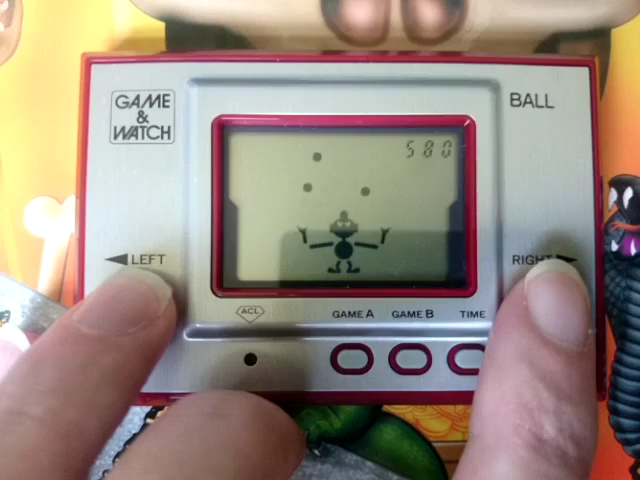 GAME
&
WATCH
BALL
580
◀LEFT
RIGHT▶
ACL
GAME A GAME B TIME